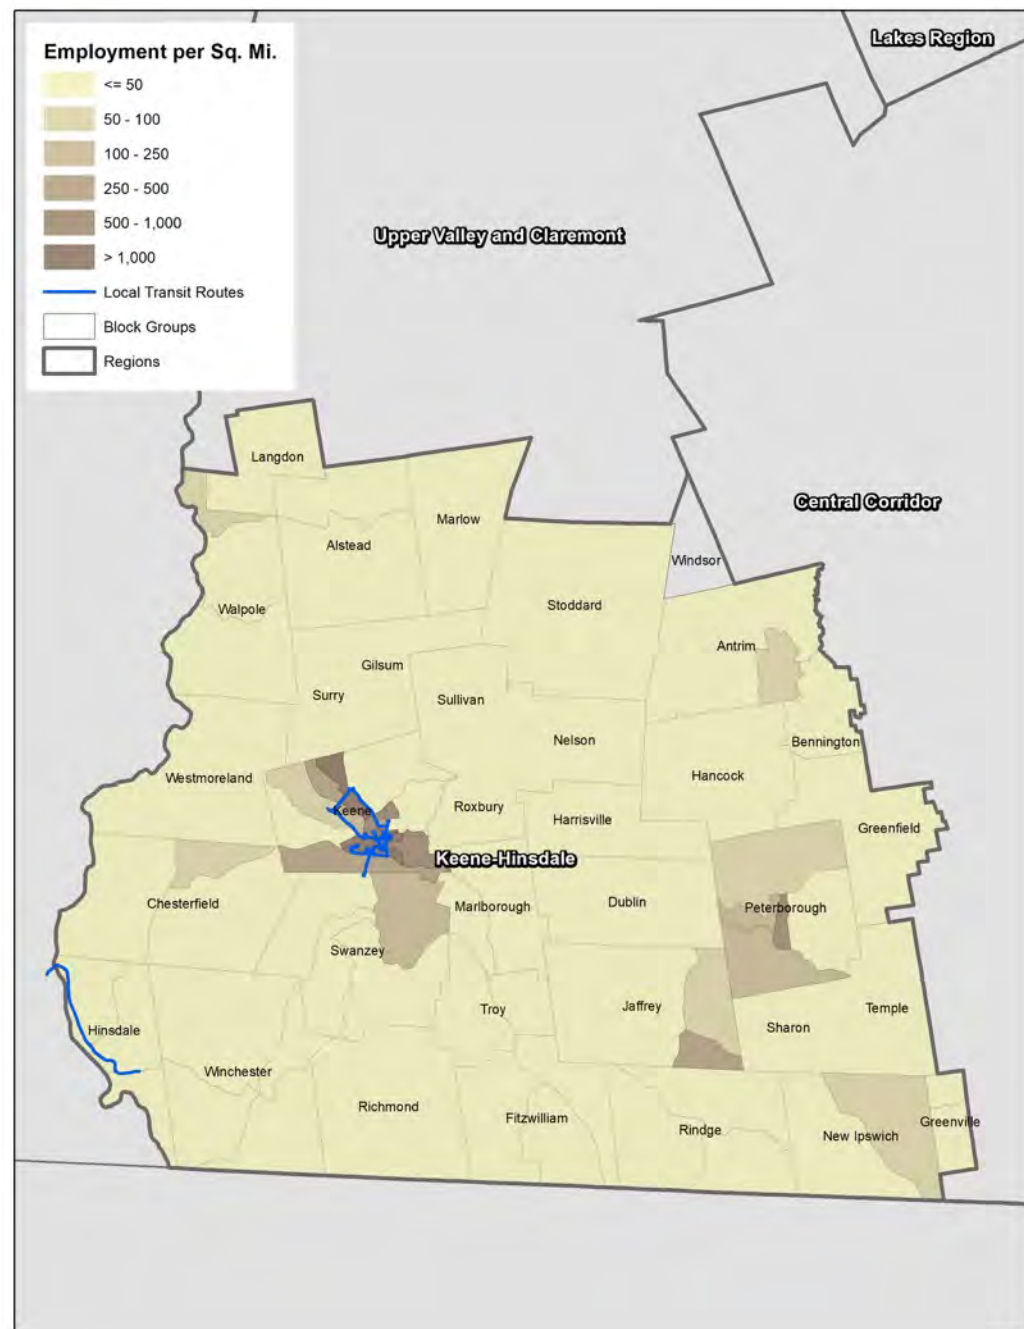 Lakes Region
Employment per Sq. Mi.
<= 50
50 - 100
100 - 250
250 - 500
500 - 1,000
> 1,000
Local Transit Routes
Block Groups
Regions
Upper Valley and Claremont
Langdon
Central Corridor
Marlow
Alstead
Windsor
Stoddard
Walpole
Antrim
Gilsum
Surry
Sullivan
Nelson
Bennington
Westmoreland
Hancock
Roxbury
Keene
Harrisville
Greenfield
Keene-Hinsdale
Chesterfield
Dublin
Marlborough
Peterborough
Swanzey
Jaffrey
Troy
Temple
Sharon
Hinsdale
Winchester
Richmond
Fitzwilliam
Rindge
New Ipswich
Greenville